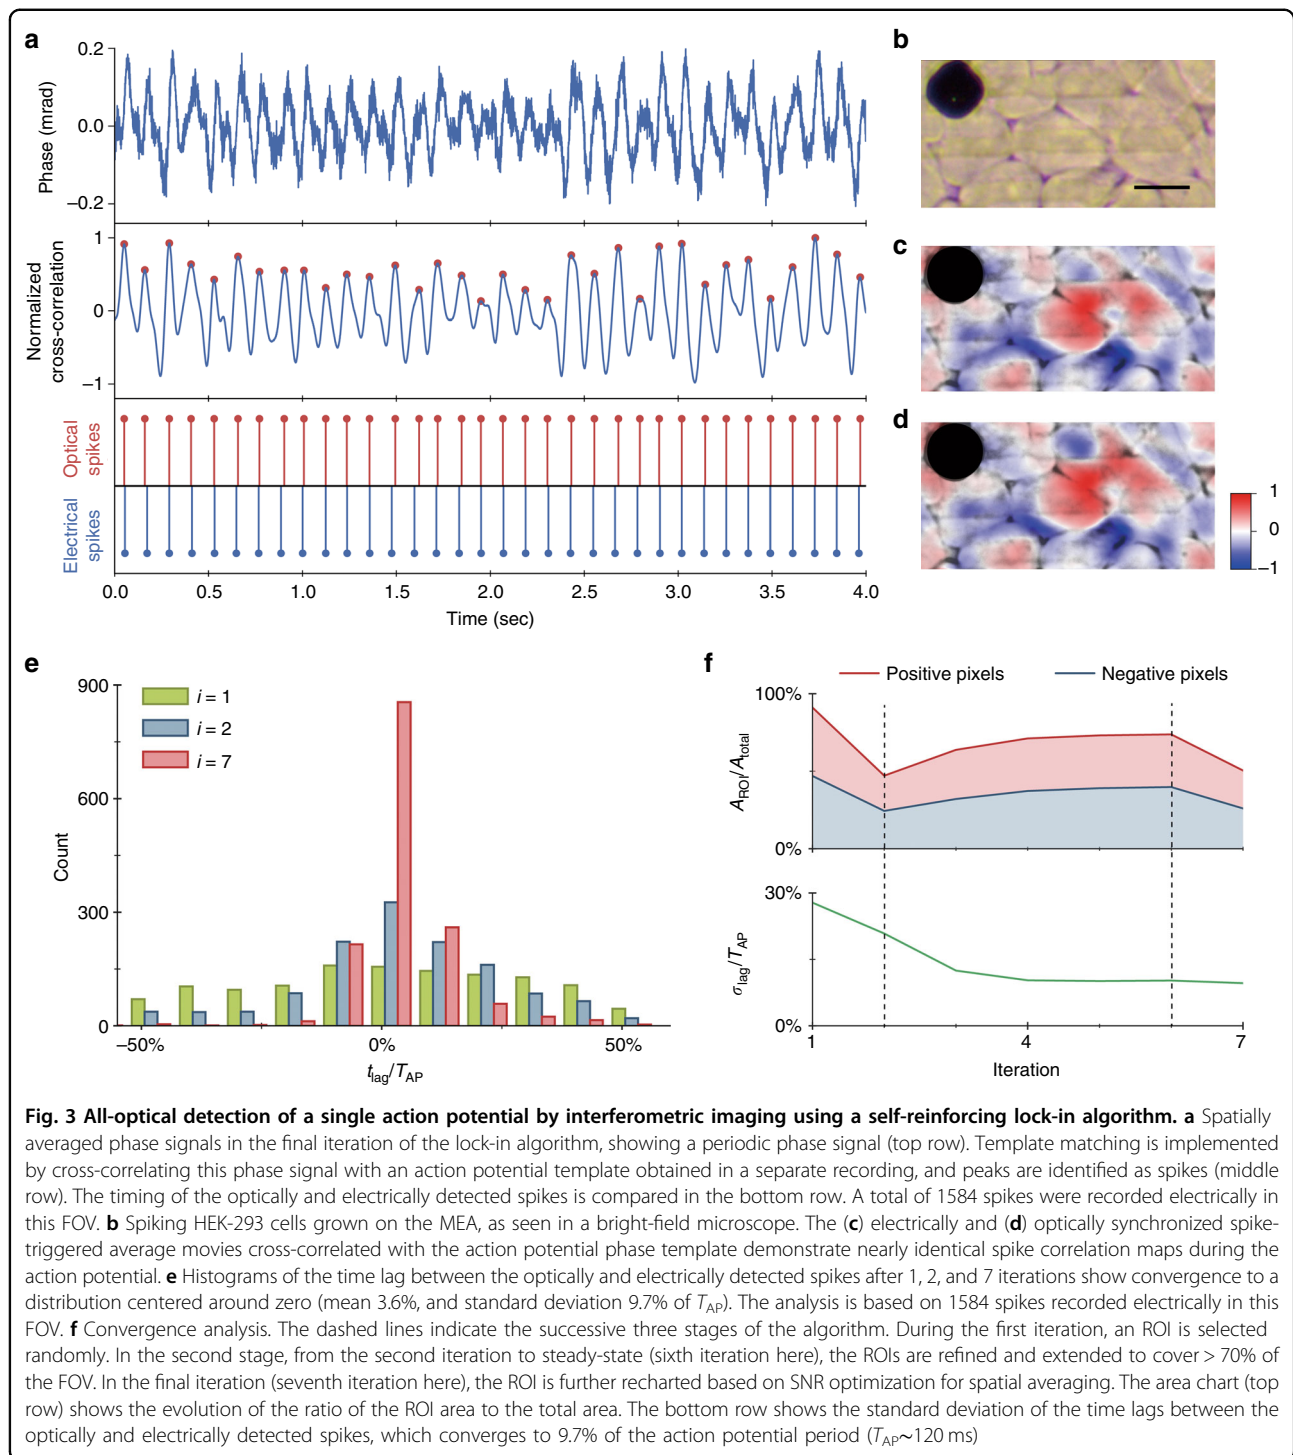 a
0.2
0.0
−0.2
Phase (mrad)
1
0
−1
Normalized
cross-correlation
Optical
spikes
Electrical
spikes
0.0 0.5 1.0 1.5 2.0 2.5 3.0 3.5 4.0
Time (sec)
b
c
d
1
0
−1
e
900
600
300
0
Count
i = 1
i = 2
i = 7
−50% 0% 50%
tlag/TAP
f
Positive pixels Negative pixels
100%
0%
AROI/Atotal
30%
0%
σlag/TAP
1 4 7
Iteration
Fig. 3 All-optical detection of a single action potential by interferometric imaging using a self-reinforcing lock-in algorithm. a Spatially
averaged phase signals in the final iteration of the lock-in algorithm, showing a periodic phase signal (top row). Template matching is implemented
by cross-correlating this phase signal with an action potential template obtained in a separate recording, and peaks are identified as spikes (middle
row). The timing of the optically and electrically detected spikes is compared in the bottom row. A total of 1584 spikes were recorded electrically in
this FOV. b Spiking HEK-293 cells grown on the MEA, as seen in a bright-field microscope. The (c) electrically and (d) optically synchronized spike-
triggered average movies cross-correlated with the action potential phase template demonstrate nearly identical spike correlation maps during the
action potential. e Histograms of the time lag between the optically and electrically detected spikes after 1, 2, and 7 iterations show convergence to a
distribution centered around zero (mean 3.6%, and standard deviation 9.7% of TAP). The analysis is based on 1584 spikes recorded electrically in this
FOV. f Convergence analysis. The dashed lines indicate the successive three stages of the algorithm. During the first iteration, an ROI is selected
randomly. In the second stage, from the second iteration to steady-state (sixth iteration here), the ROIs are refined and extended to cover > 70% of
the FOV. In the final iteration (seventh iteration here), the ROI is further recharted based on SNR optimization for spatial averaging. The area chart (top
row) shows the evolution of the ratio of the ROI area to the total area. The bottom row shows the standard deviation of the time lags between the
optically and electrically detected spikes, which converges to 9.7% of the action potential period (TAP~120 ms)